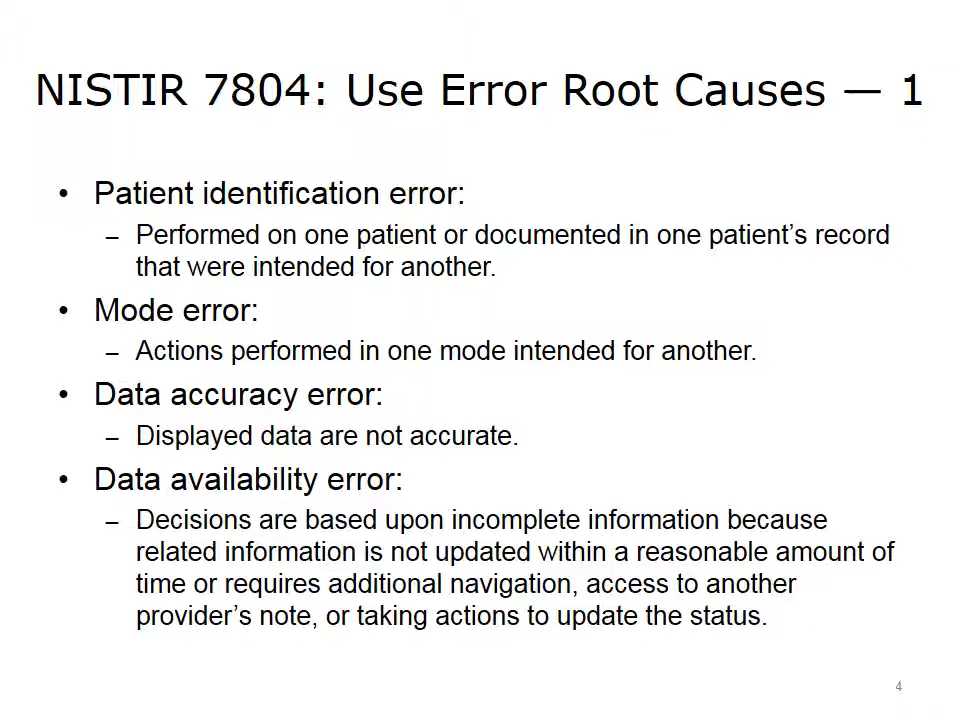 NISTIR 7804: Use Error Root Causes — 1
• Patient identification error:
– Performed on one patient or documented in one patient’s record
that were intended for another.
• Mode error:
– Actions performed in one mode intended for another.
• Data accuracy error:
– Displayed data are not accurate.
• Data availability error:
– Decisions are based upon incomplete information because
related information is not updated within a reasonable amount of
time or requires additional navigation, access to another
provider’s note, or taking actions to update the status.
4